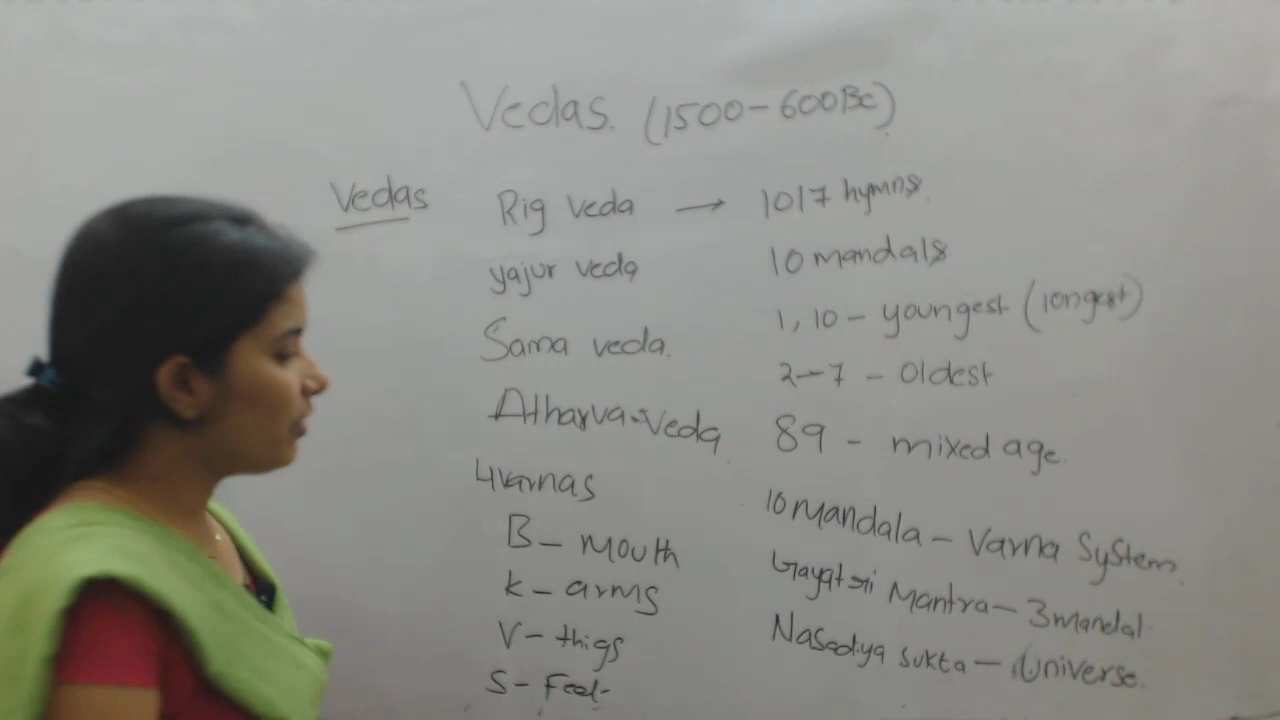 Vedas. (1500-600BC)
Vedas
Rig veda → 1017 hymns.
yajur veda
10 mandals
Sama veda.
1, 10 - youngest (longest)
2-7 - Oldest
Atharva-Veda
89 - mixed age.
4varnas
10 Mandala - Varna System.
B - mouth
Gayatri Mantra - 3 mandal
K - arms
Nasadiya sukta - Universe.
V - thigs
S - Feet